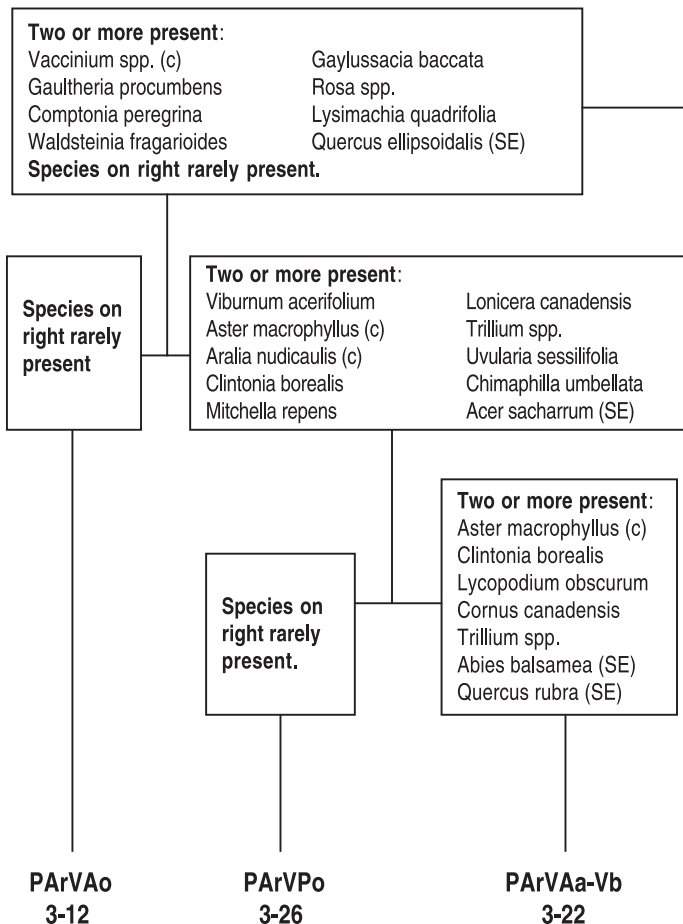 Two or more present:
Vaccinium spp. (c) Gaylussacia baccata
Gaultheria procumbens Rosa spp.
Comptonia peregrina Lysimachia quadrifolia
Waldsteinia fragarioides Quercus ellipsoidalis (SE)
Species on right rarely present.
Species on
right rarely
present
Two or more present:
Viburnum acerifolium Lonicera canadensis
Aster macrophyllus (c) Trillium spp.
Aralia nudicaulis (c) Uvularia sessilifolia
Clintonia borealis Chimaphilla umbellata
Mitchella repens Acer sacharrum (SE)
Species on
right rarely
present.
Two or more present:
Aster macrophyllus (c)
Clintonia borealis
Lycopodium obscurum
Cornus canadensis
Trillium spp.
Abies balsamea (SE)
Quercus rubra (SE)
PArVAo
3-12
PArVPo
3-26
PArVAa-Vb
3-22